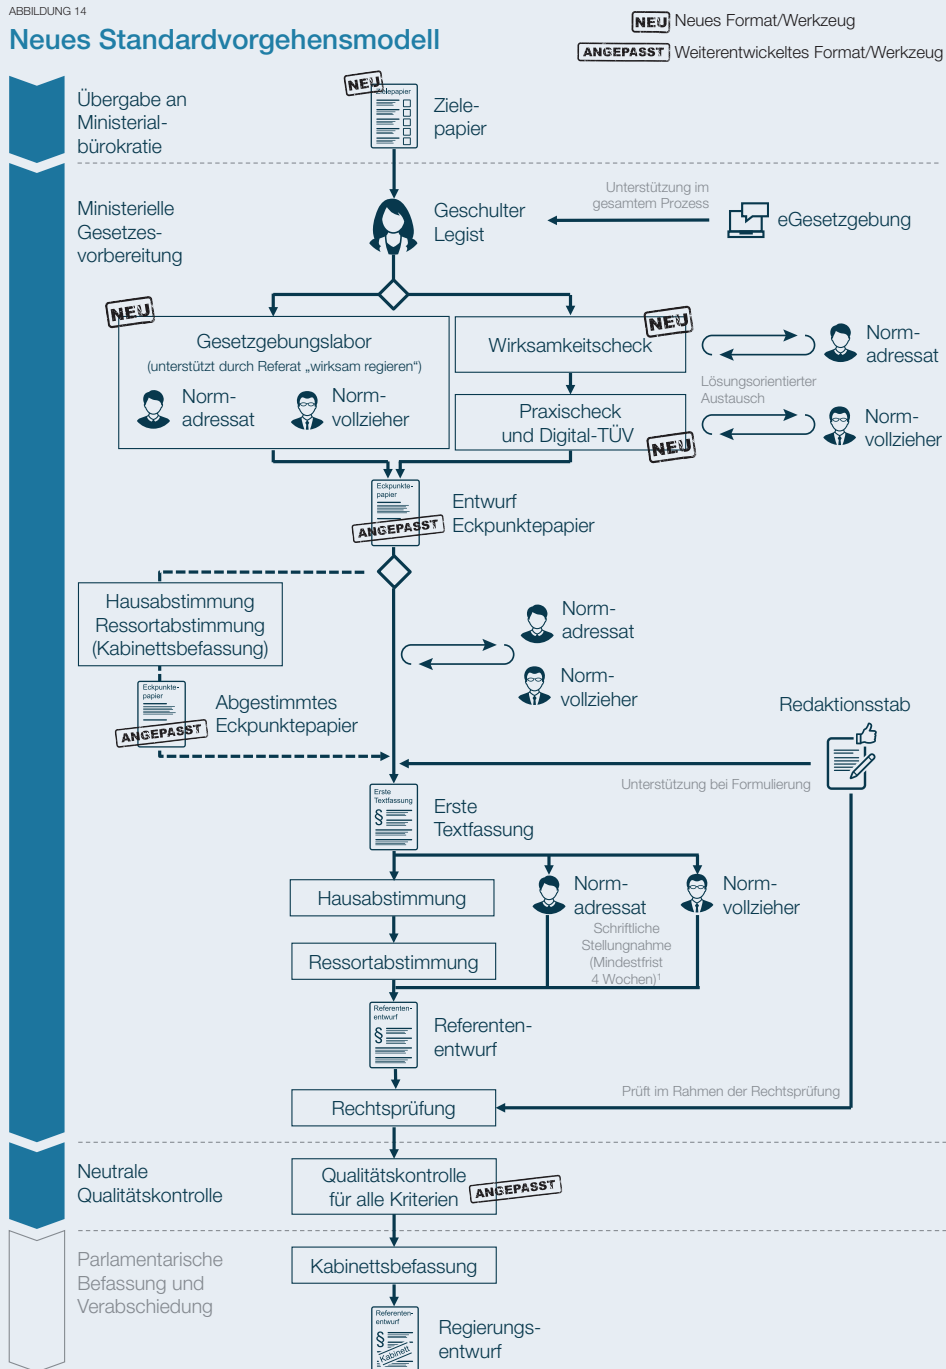 ABBILDUNG 14
Neues Standardvorgehensmodell
NEU Neues Format/Werkzeug
ANGEPASST Weiterentwickeltes Format/Werkzeug
Übergabe an
Ministerial-
bürokratie
NEU
Zielepapier
Ziele-
papier
Ministerielle
Gesetzes-
vorbereitung
Geschulter
Legist
Unterstützung im
gesamtem Prozess
eGesetzgebung
NEU
Gesetzgebungslabor
(unterstützt durch Referat „wirksam regieren“)
Norm-
adressat
Norm-
vollzieher
NEU
Wirksamkeitscheck
Praxischeck
und Digital-TÜV
NEU
Norm-
adressat
Lösungsorientierter
Austausch
Norm-
vollzieher
Eckpunkte-
papier
ANGEPASST
Entwurf
Eckpunktepapier
Hausabstimmung
Ressortabstimmung
(Kabinettsbefassung)
Eckpunkte-
papier
ANGEPASST
Abgestimmtes
Eckpunktepapier
Norm-
adressat
Norm-
vollzieher
Redaktionsstab
Unterstützung bei Formulierung
Erste
Textfassung
§
Erste
Textfassung
Hausabstimmung
Ressortabstimmung
Norm-
adressat
Norm-
vollzieher
Schriftliche
Stellungnahme
(Mindestfrist
4 Wochen)¹
Referenten-
entwurf
§
Referenten-
entwurf
Rechtsprüfung
Prüft im Rahmen der Rechtsprüfung
Neutrale
Qualitätskontrolle
Qualitätskontrolle
für alle Kriterien
ANGEPASST
Parlamentarische
Befassung und
Verabschiedung
Kabinettsbefassung
Referenten-
entwurf
§
Kabinett
Regierungs-
entwurf